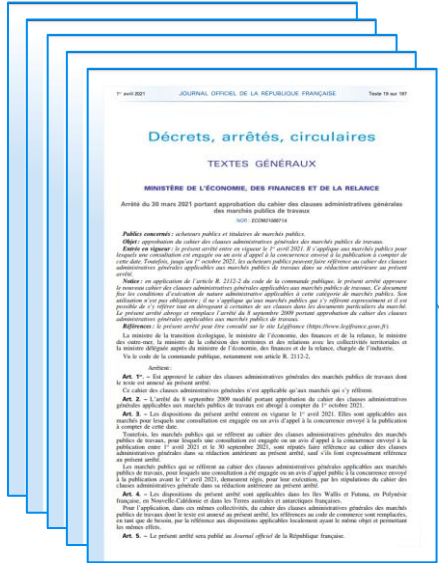 1er avril 2021 JOURNAL OFFICIEL DE LA RÉPUBLIQUE FRANÇAISE Texte 19 sur 197
Décrets, arrêtés, circulaires
TEXTES GÉNÉRAUX
MINISTÈRE DE L'ÉCONOMIE, DES FINANCES ET DE LA RELANCE
Arrêté du 30 mars 2021 portant approbation du cahier des clauses administratives générales
des marchés publics de travaux
NOR : ECOM2106871A
Publics concernés : acheteurs publics et titulaires de marchés publics.
Objet : approbation du cahier des clauses administratives générales des marchés publics de travaux.
Entrée en vigueur : le présent arrêté entre en vigueur le 1er avril 2021. Il s'applique aux marchés publics pour
lesquels une consultation est engagée ou un avis d'appel à la concurrence envoyé à la publication à compter de
cette date. Toutefois, jusqu'au 1er octobre 2021, les acheteurs publics peuvent faire référence au cahier des clauses
administratives générales applicables aux marchés publics de travaux dans sa rédaction antérieure au présent
arrêté.
Notice : en application de l'article R. 2112-2 du code de la commande publique, le présent arrêté approuve
le nouveau cahier des clauses administratives générales applicables aux marchés publics de travaux. Ce document
fixe les conditions d'exécution de nature administrative applicables à cette catégorie de marchés publics. Son
utilisation n'est pas obligatoire ; il ne s'applique qu'aux marchés publics qui s'y réfèrent expressément et il est
possible de s'y référer tout en dérogeant à certaines de ses clauses dans les documents particuliers du marché.
Le présent arrêté abroge et remplace l'arrêté du 8 septembre 2009 portant approbation du cahier des clauses
administratives générales applicables aux marchés publics de travaux.
Références : le présent arrêté peut être consulté sur le site Légifrance (https://www.legifrance.gouv.fr).
La ministre de la transition écologique, le ministre de l'économie, des finances et de la relance, le ministre
des outre-mer, la ministre de la cohésion des territoires et des relations avec les collectivités territoriales et
la ministre déléguée auprès du ministre de l'économie, des finances et de la relance, chargée de l'industrie,
Vu le code de la commande publique, notamment son article R. 2112-2,
Arrêtent :
Art. 1er. – Est approuvé le cahier des clauses administratives générales des marchés publics de travaux dont
le texte est annexé au présent arrêté.
Ce cahier des clauses administratives générales n'est applicable qu'aux marchés qui s'y réfèrent.
Art. 2. – L'arrêté du 8 septembre 2009 modifié portant approbation du cahier des clauses administratives
générales applicables aux marchés publics de travaux est abrogé à compter du 1er octobre 2021.
Art. 3. – Les dispositions du présent arrêté entrent en vigueur le 1er avril 2021. Elles sont applicables aux
marchés pour lesquels une consultation est engagée ou un avis d'appel à la concurrence envoyé à la publication
à compter de cette date.
Toutefois, les marchés publics qui se réfèrent au cahier des clauses administratives générales des marchés
publics de travaux, pour lesquels une consultation est engagée ou un avis d'appel à la concurrence envoyé à la
publication entre 1er avril 2021 et le 30 septembre 2021, sont réputés faire référence au cahier des clauses
administratives générales dans sa rédaction antérieure au présent arrêté, sauf s'ils font expressément référence
au présent arrêté.
Les marchés publics qui se réfèrent au cahier des clauses administratives générales applicables aux marchés
publics de travaux, pour lesquels une consultation a été engagée ou un avis d'appel public à la concurrence envoyé
à la publication avant le 1er avril 2021, demeurent régis, pour leur exécution, par les stipulations du cahier des
clauses administratives générales dans sa rédaction antérieure au présent arrêté.
Art. 4. – Les dispositions du présent sont applicables dans les îles Wallis et Futuna, en Polynésie
française, en Nouvelle-Calédonie et dans les Terres australes et antarctiques françaises.
Pour l'application, dans ces mêmes collectivités, du cahier des clauses administratives générales des marchés
publics de travaux dont le texte est annexé au présent arrêté, les références au code de commerce sont remplacées,
en tant que de besoin, par la référence aux dispositions applicables localement ayant le même objet et permettant
les mêmes effets.
Art. 5. – Le présent arrêté sera publié au Journal officiel de la République française.